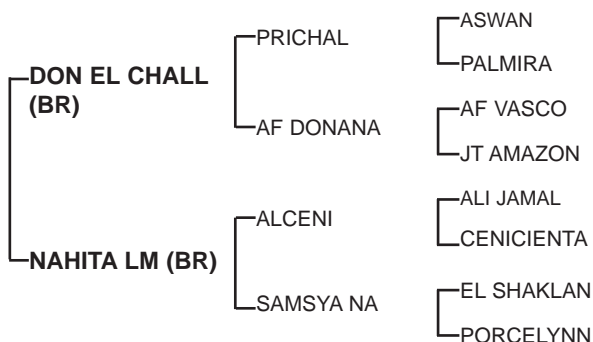 ASWAN
PRICHAL
PALMIRA
DON EL CHALL
(BR)
AF VASCO
AF DONANA
JT AMAZON
ALI JAMAL
ALCENI
CENICIENTA
NAHITA LM (BR)
EL SHAKLAN
SAMSYA NA
PORCELYNN